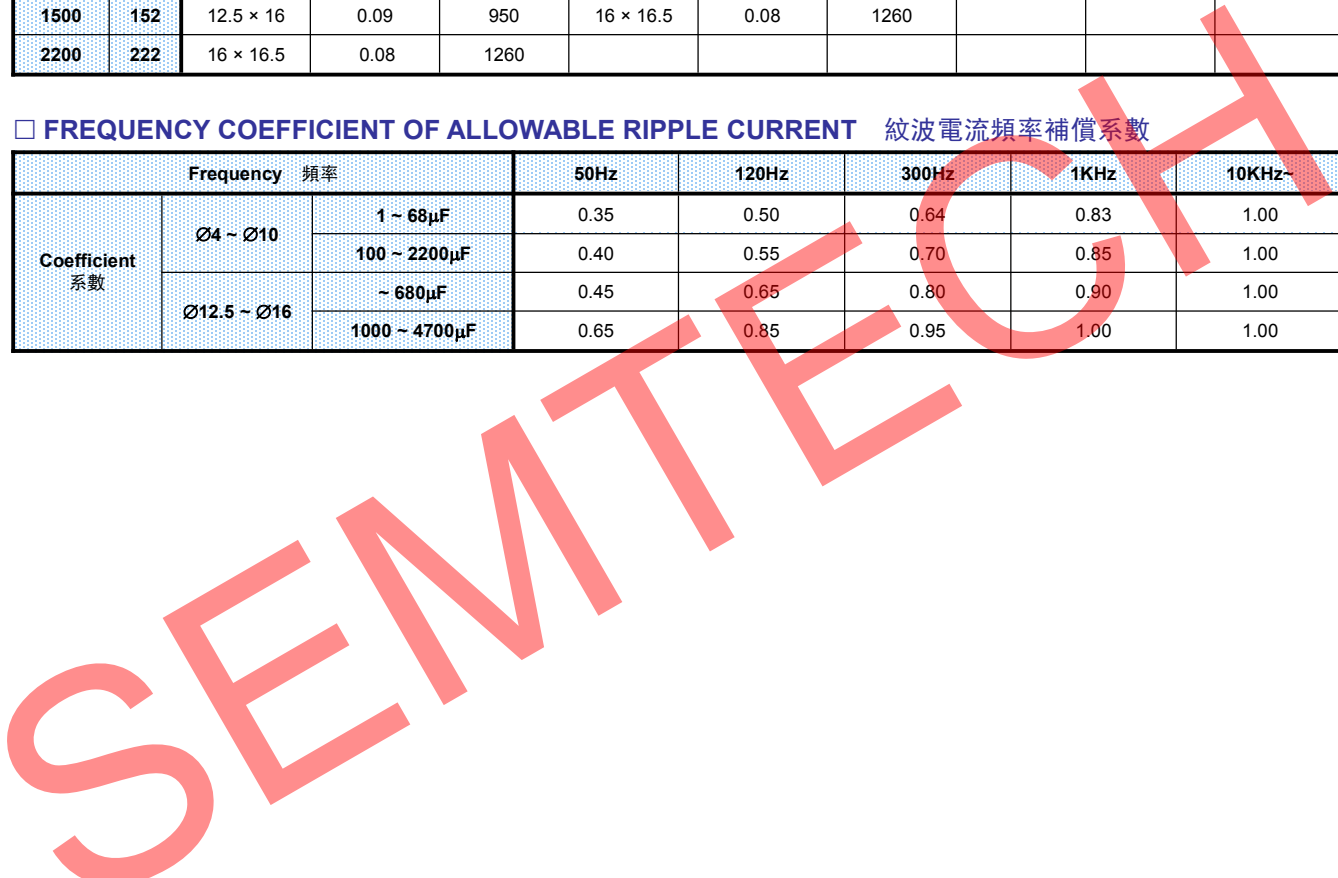 1500 152 12.5 × 16 0.09 950 16 × 16.5 0.08 1260
2200 222 16 × 16.5 0.08 1260
□ FREQUENCY COEFFICIENT OF ALLOWABLE RIPPLE CURRENT 紋波電流頻率補償系數
Frequency 頻率 50Hz 120Hz 300Hz 1KHz 10KHz~
Coefficient 系數
Ø4 ~ Ø10
1 ~ 68µF 0.35 0.50 0.64 0.83 1.00
100 ~ 2200µF 0.40 0.55 0.70 0.85 1.00
Ø12.5 ~ Ø16
~ 680µF 0.45 0.65 0.80 0.90 1.00
1000 ~ 4700µF 0.65 0.85 0.95 1.00 1.00
SEMTECH